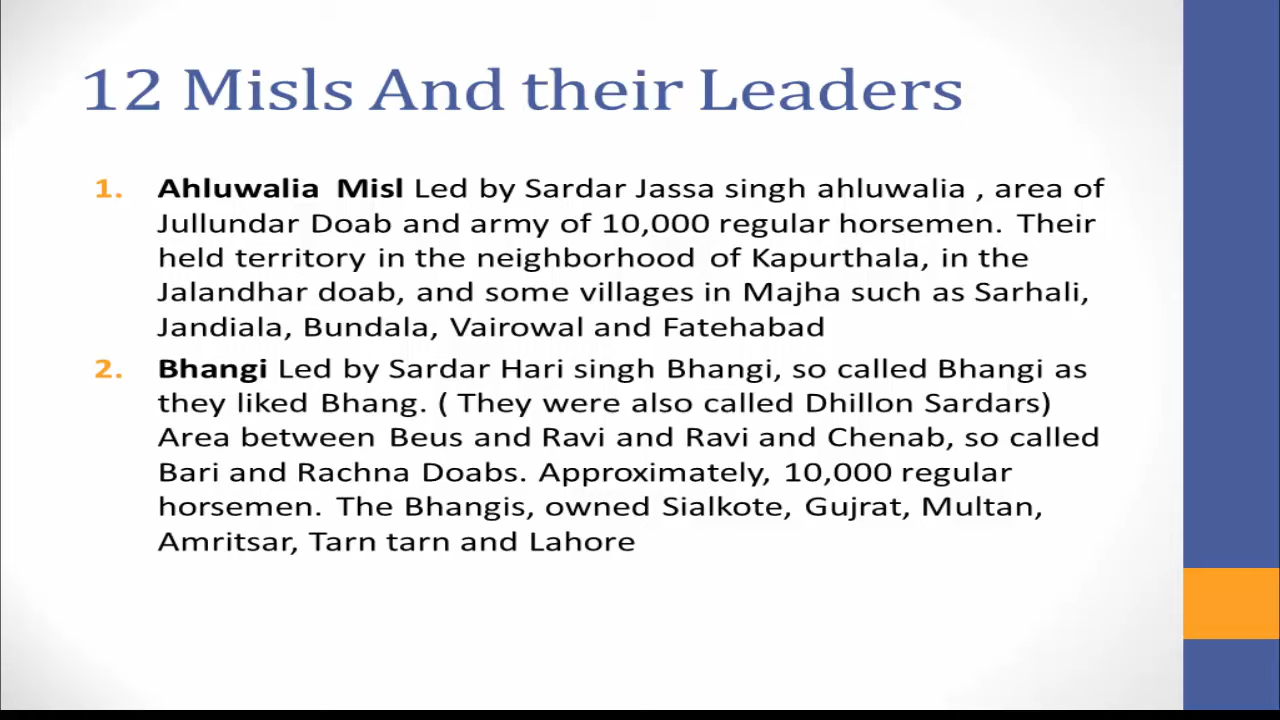 12 Misls And their Leaders
1. Ahluwalia Misl Led by Sardar Jassa singh ahluwalia , area of
Jullundar Doab and army of 10,000 regular horsemen. Their
held territory in the neighborhood of Kapurthala, in the
Jalandhar doab, and some villages in Majha such as Sarhali,
Jandiala, Bundala, Vairowal and Fatehabad
2. Bhangi Led by Sardar Hari singh Bhangi, so called Bhangi as
they liked Bhang. ( They were also called Dhillon Sardars)
Area between Beus and Ravi and Ravi and Chenab, so called
Bari and Rachna Doabs. Approximately, 10,000 regular
horsemen. The Bhangis, owned Sialkote, Gujrat, Multan,
Amritsar, Tarn tarn and Lahore